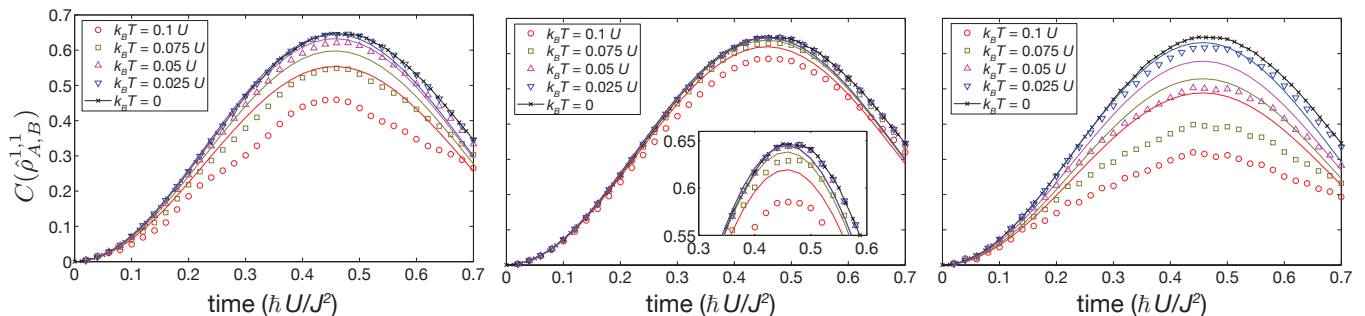 C(ρ̂^{1,1}_{A,B})
0.7
0.6
0.5
0.4
0.3
0.2
0.1
0
k_BT = 0.1 U
k_BT = 0.075 U
k_BT = 0.05 U
k_BT = 0.025 U
k_BT = 0
0 0.1 0.2 0.3 0.4 0.5 0.6 0.7
time (ħ U/J²)
k_BT = 0.1 U
k_BT = 0.075 U
k_BT = 0.05 U
k_BT = 0.025 U
k_BT = 0
0.65
0.6
0.55
0.3 0.4 0.5 0.6
0 0.1 0.2 0.3 0.4 0.5 0.6 0.7
time (ħ U/J²)
k_BT = 0.1 U
k_BT = 0.075 U
k_BT = 0.05 U
k_BT = 0.025 U
k_BT = 0
0 0.1 0.2 0.3 0.4 0.5 0.6 0.7
time (ħ U/J²)